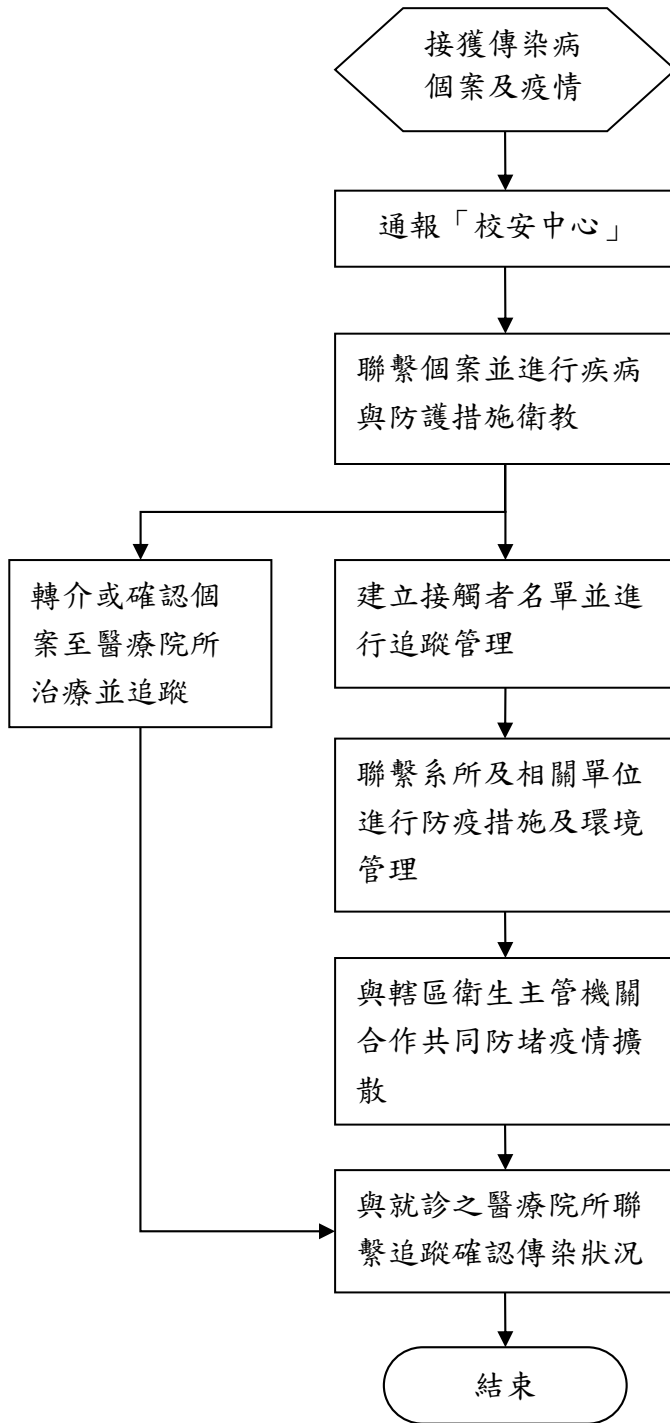 接獲傳染病
個案及疫情
通報「校安中心」
聯繫個案並進行疾病
與防護措施衛教
轉介或確認個
案至醫療院所
治療並追蹤
建立接觸者名單並進
行追蹤管理
聯繫系所及相關單位
進行防疫措施及環境
管理
與轄區衛生主管機關
合作共同防堵疫情擴
散
與就診之醫療院所聯
繫追蹤確認傳染狀況
結束